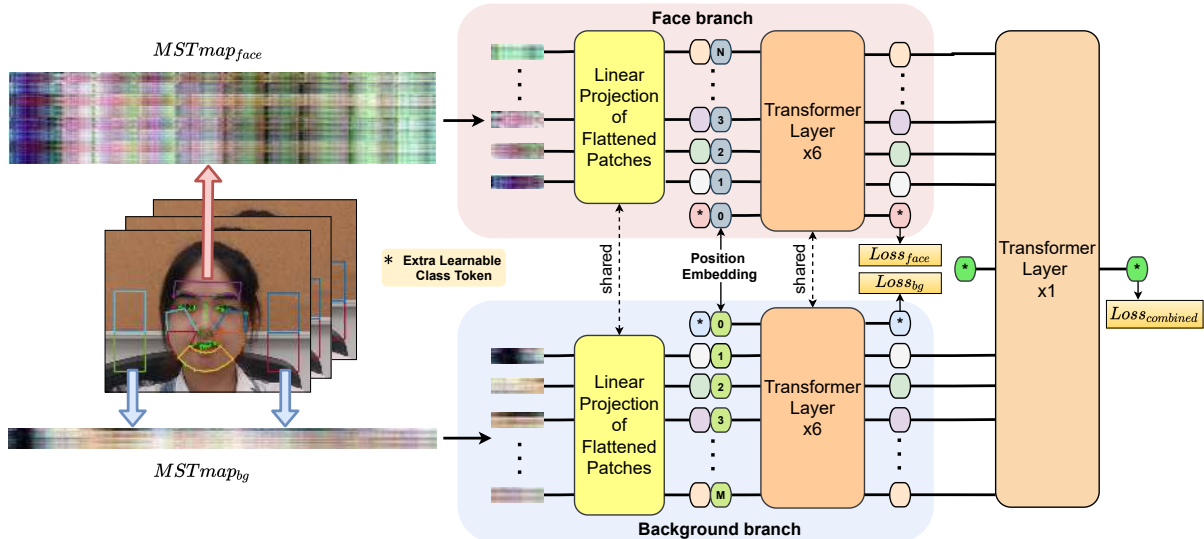 Face branch
MSTmap_face
Linear
Projection
of
Flattened
Patches
N
3
2
1
* 0
Transformer
Layer
x6
*
Loss_face
* Extra Learnable
Class Token
shared
Position
Embedding
shared
Loss_bg
*
Transformer
Layer
x1
*
Loss_combined
* 0
1
2
3
M
Linear
Projection
of
Flattened
Patches
Transformer
Layer
x6
*
MSTmap_bg
Background branch